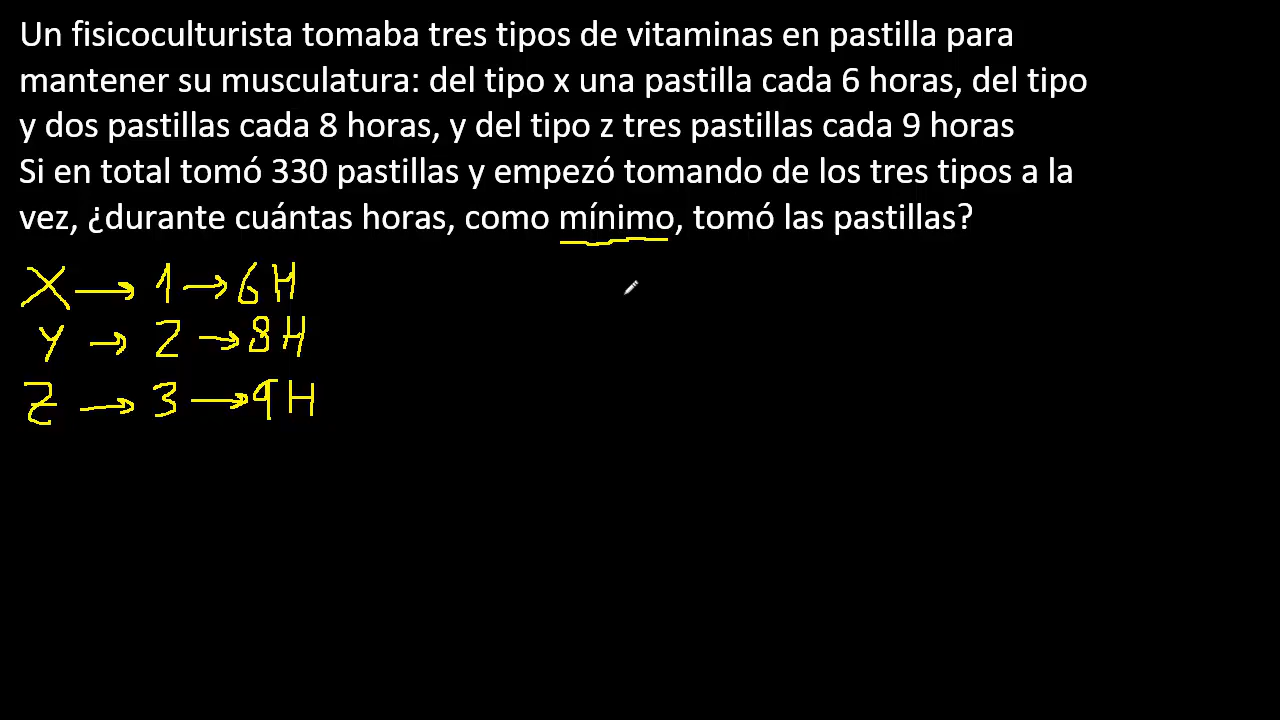 Un fisicoculturista tomaba tres tipos de vitaminas en pastilla para
mantener su musculatura: del tipo x una pastilla cada 6 horas, del tipo
y dos pastillas cada 8 horas, y del tipo z tres pastillas cada 9 horas
Si en total tomó 330 pastillas y empezó tomando de los tres tipos a la
vez, ¿durante cuántas horas, como mínimo, tomó las pastillas?
X → 1 → 6 H
Y → 2 → 8 H
Z → 3 → 9 H